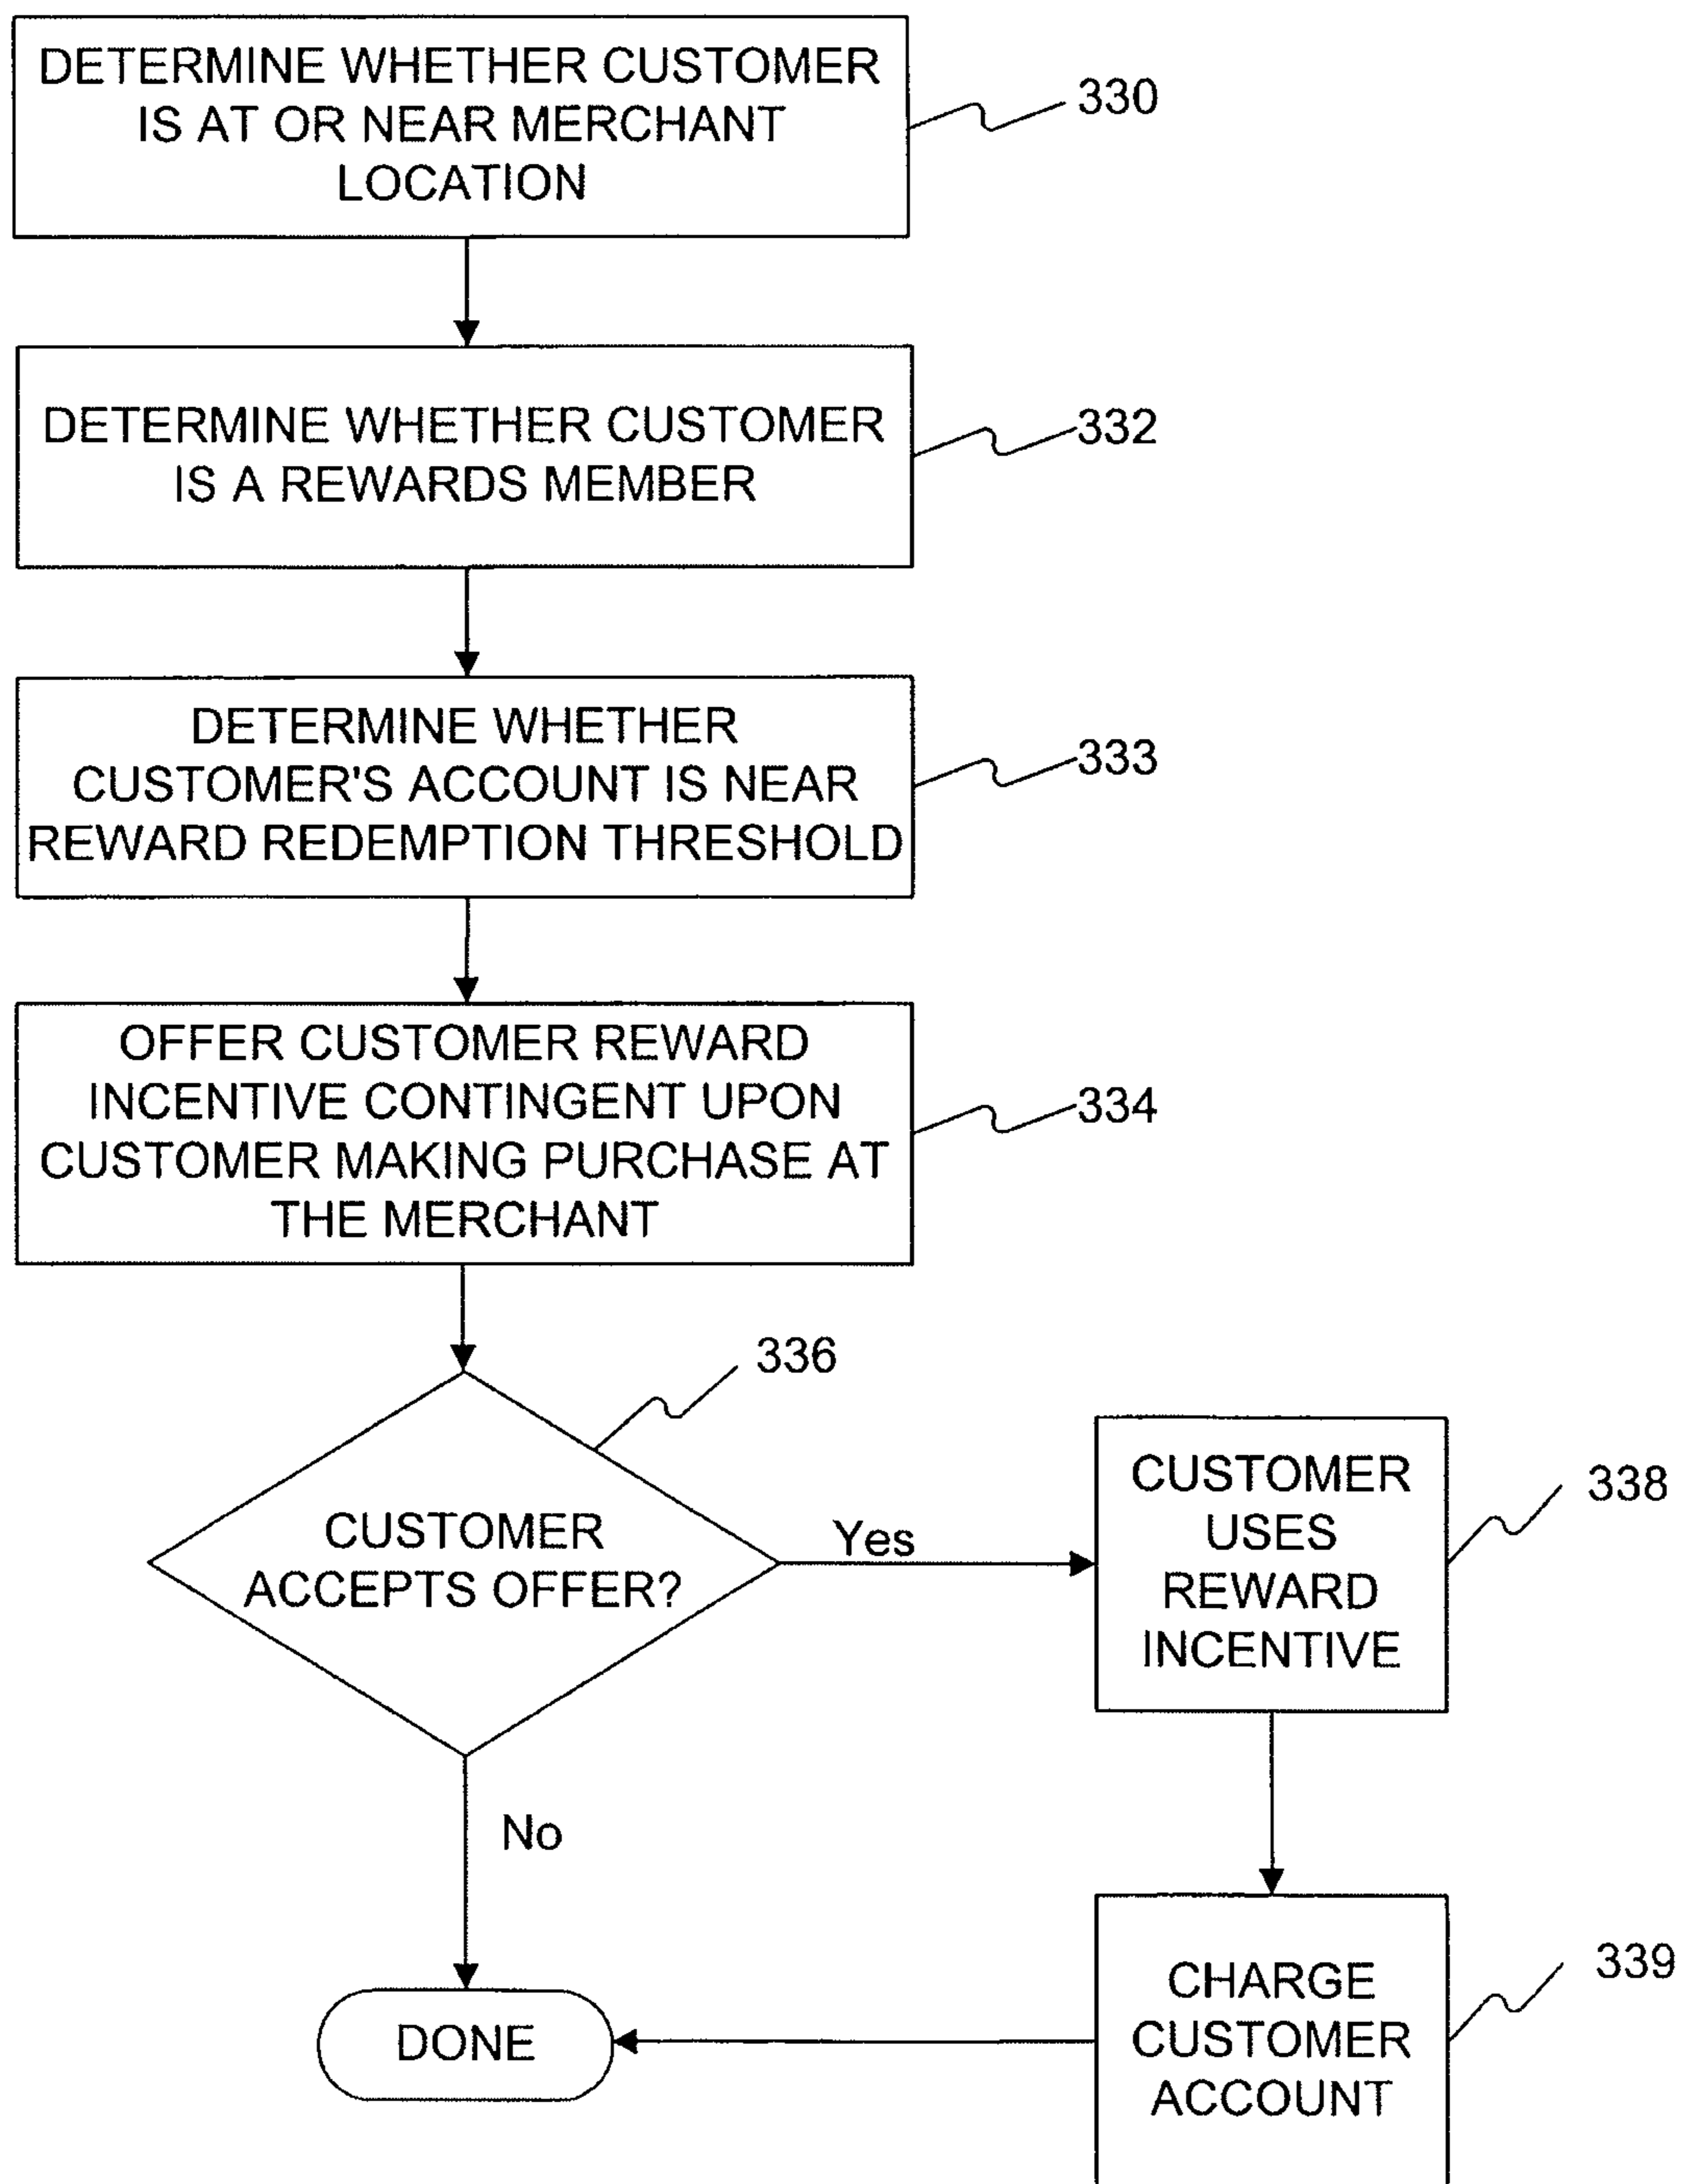 DETERMINE WHETHER CUSTOMER
IS AT OR NEAR MERCHANT
LOCATION
330
DETERMINE WHETHER CUSTOMER
IS A REWARDS MEMBER
332
DETERMINE WHETHER
CUSTOMER'S ACCOUNT IS NEAR
REWARD REDEMPTION THRESHOLD
333
OFFER CUSTOMER REWARD
INCENTIVE CONTINGENT UPON
CUSTOMER MAKING PURCHASE AT
THE MERCHANT
334
336
CUSTOMER
ACCEPTS OFFER?
Yes
CUSTOMER
USES
REWARD
INCENTIVE
338
No
CHARGE
CUSTOMER
ACCOUNT
339
DONE